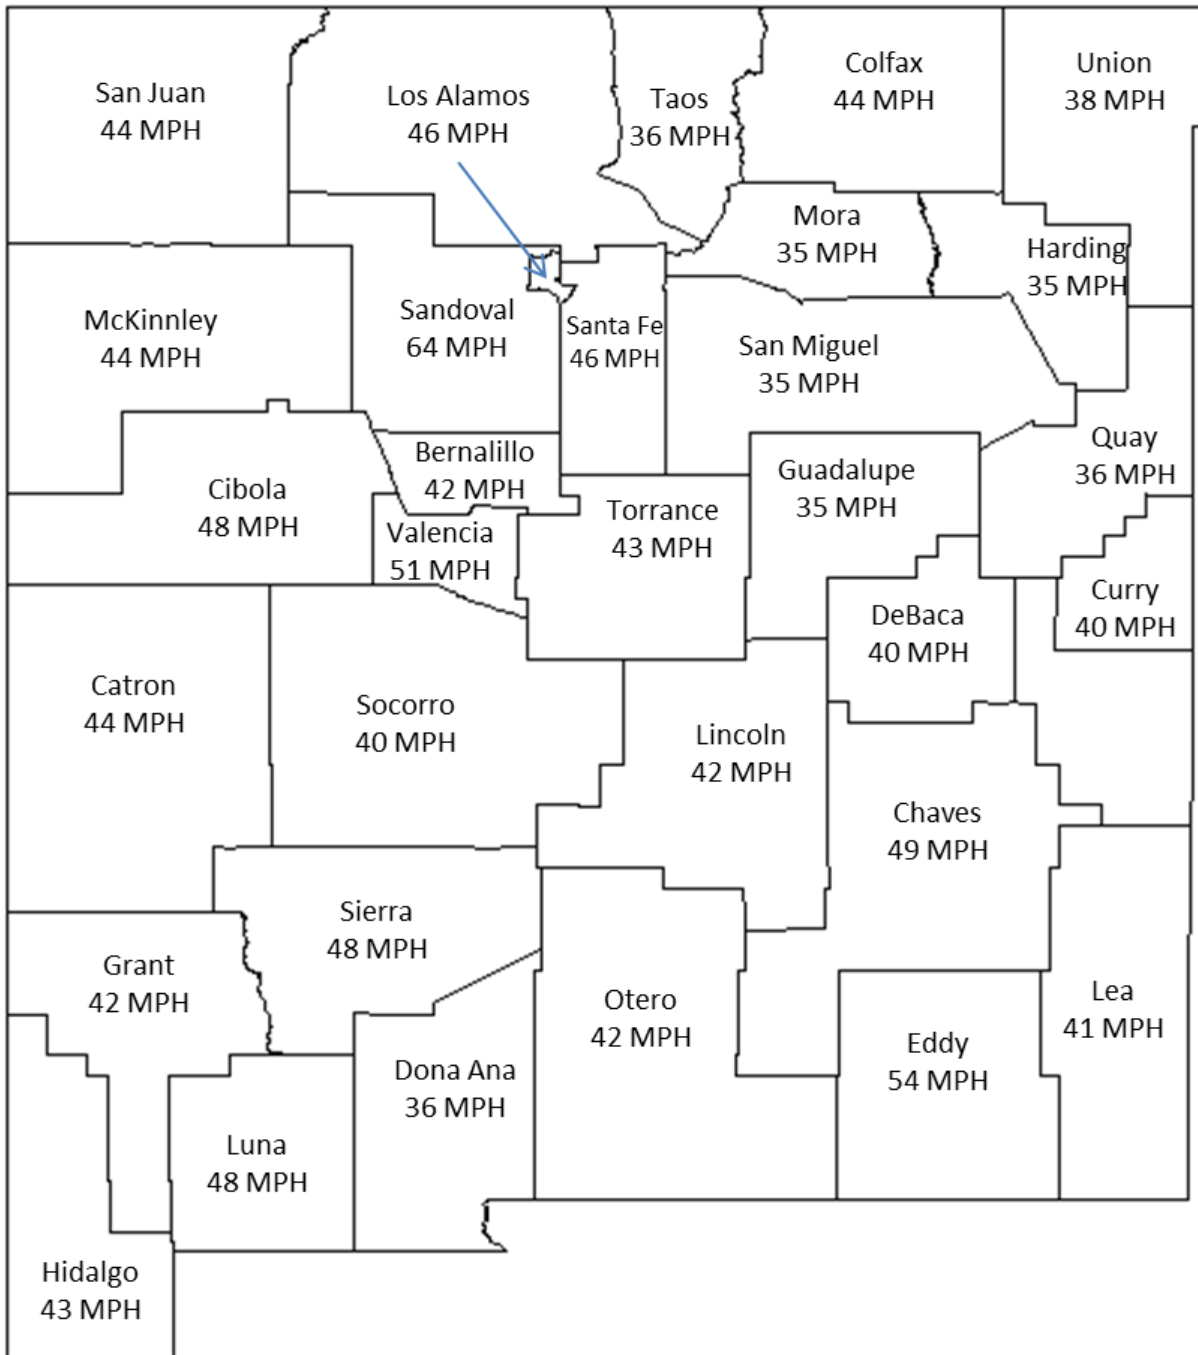 San Juan
44 MPH
Los Alamos
46 MPH
Taos
36 MPH
Colfax
44 MPH
Union
38 MPH
Mora
35 MPH
Harding
35 MPH
McKinnley
44 MPH
Sandoval
64 MPH
Santa Fe
46 MPH
San Miguel
35 MPH
Quay
36 MPH
Cibola
48 MPH
Bernalillo
42 MPH
Guadalupe
35 MPH
Valencia
51 MPH
Torrance
43 MPH
Curry
40 MPH
DeBaca
40 MPH
Catron
44 MPH
Socorro
40 MPH
Lincoln
42 MPH
Chaves
49 MPH
Sierra
48 MPH
Grant
42 MPH
Otero
42 MPH
Lea
41 MPH
Eddy
54 MPH
Dona Ana
36 MPH
Luna
48 MPH
Hidalgo
43 MPH